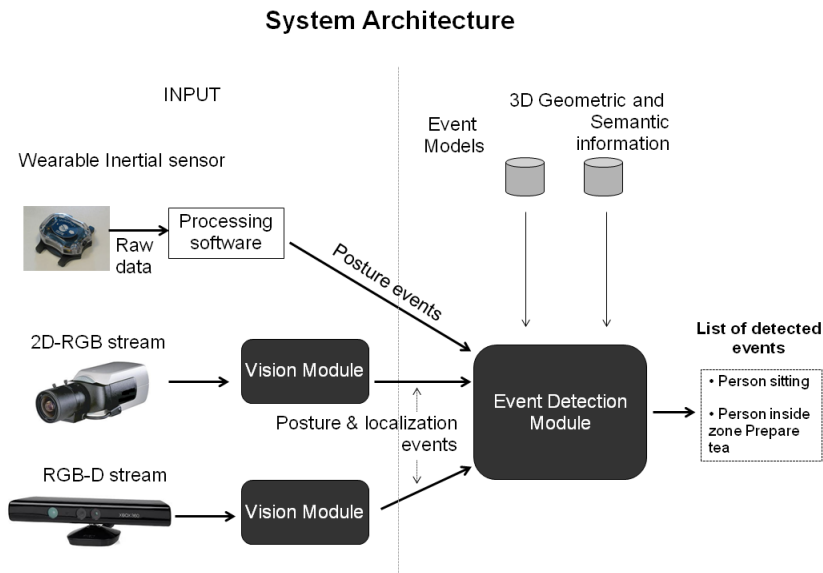 System Architecture
INPUT
Wearable Inertial sensor
Raw
data
Processing
software
Posture events
Event
Models
3D Geometric and
Semantic
information
2D-RGB stream
Vision Module
Posture & localization
events
RGB-D stream
XBOX 360
Vision Module
Event Detection
Module
List of detected
events
• Person sitting
• Person inside
zone Prepare
tea